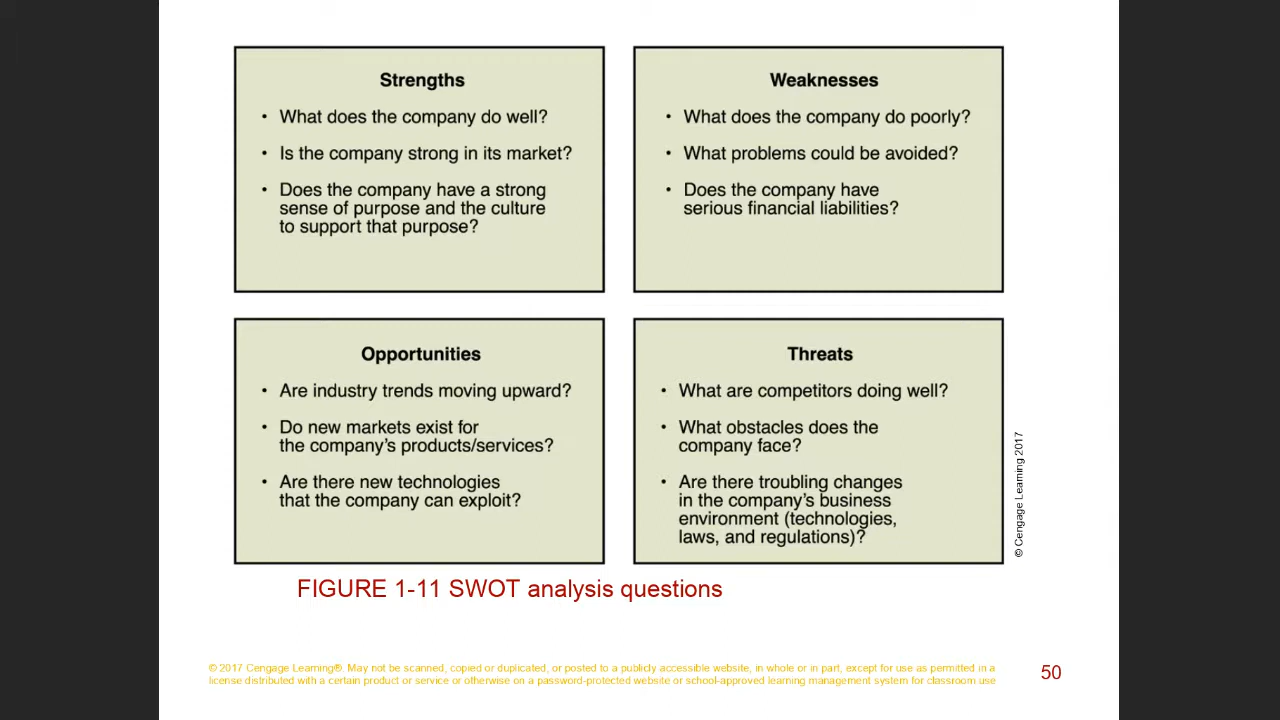 Strengths
• What does the company do well?
• Is the company strong in its market?
• Does the company have a strong
sense of purpose and the culture
to support that purpose?
Weaknesses
• What does the company do poorly?
• What problems could be avoided?
• Does the company have
serious financial liabilities?
Opportunities
• Are industry trends moving upward?
• Do new markets exist for
the company's products/services?
• Are there new technologies
that the company can exploit?
Threats
• What are competitors doing well?
• What obstacles does the
company face?
• Are there troubling changes
in the company's business
environment (technologies,
laws, and regulations)?
© Cengage Learning 2017
FIGURE 1-11 SWOT analysis questions
© 2017 Cengage Learning®. May not be scanned, copied or duplicated, or posted to a publicly accessible website, in whole or in part, except for use as permitted in a
license distributed with a certain product or service or otherwise on a password-protected website or school-approved learning management system for classroom use
50